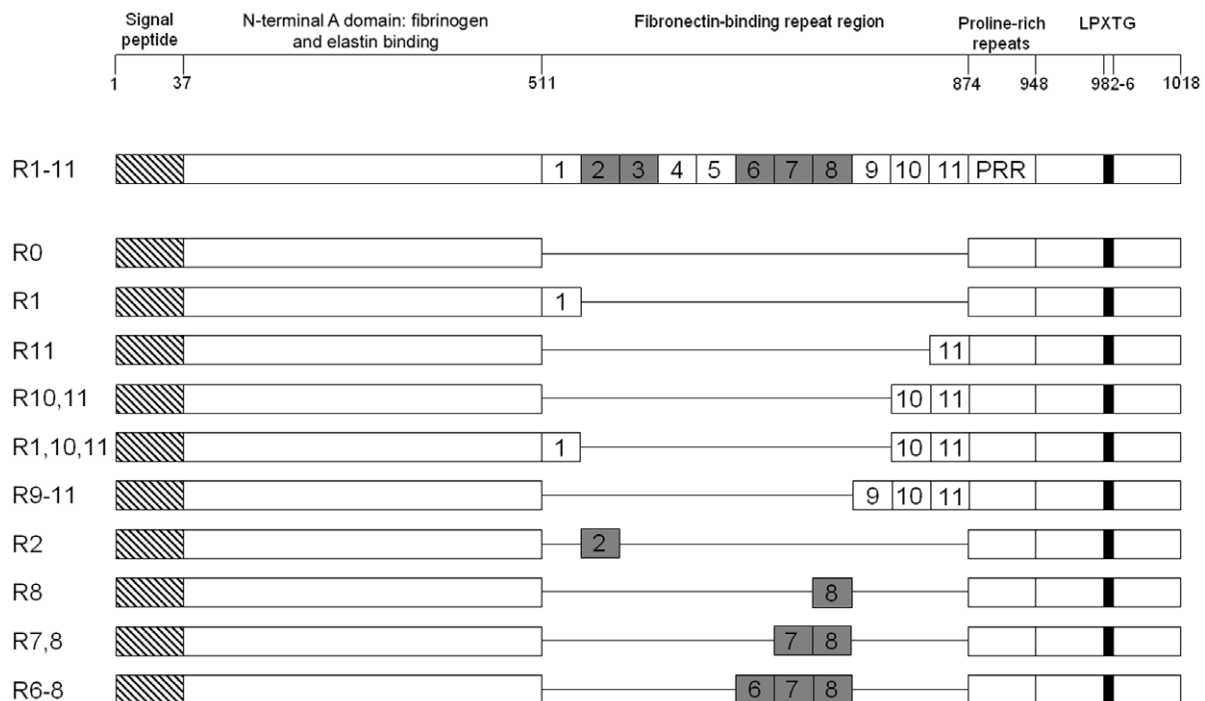 Signal peptide
N-terminal A domain: fibrinogen and elastin binding
Fibronectin-binding repeat region
Proline-rich repeats
LPXTG
1 37 511 874 948 982-6 1018
R1-11 1 2 3 4 5 6 7 8 9 10 11 PRR
R0
R1 1
R11 11
R10,11 10 11
R1,10,11 1 10 11
R9-11 9 10 11
R2 2
R8 8
R7,8 7 8
R6-8 6 7 8